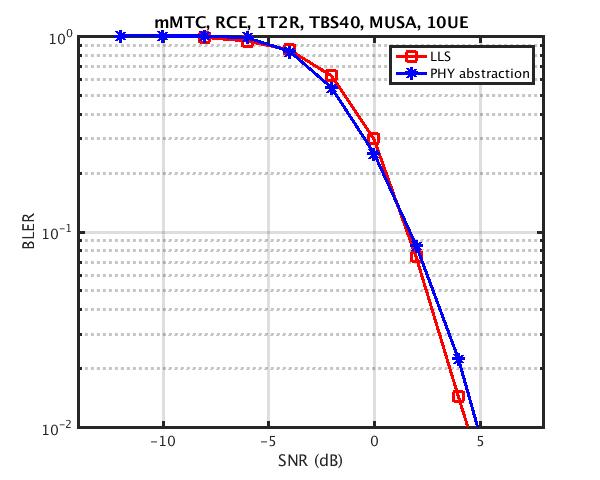 mMTC, RCE, 1T2R, TBS40, MUSA, 10UE
LLS
PHY abstraction
10^0
10^-1
10^-2
BLER
-10
-5
0
5
SNR (dB)